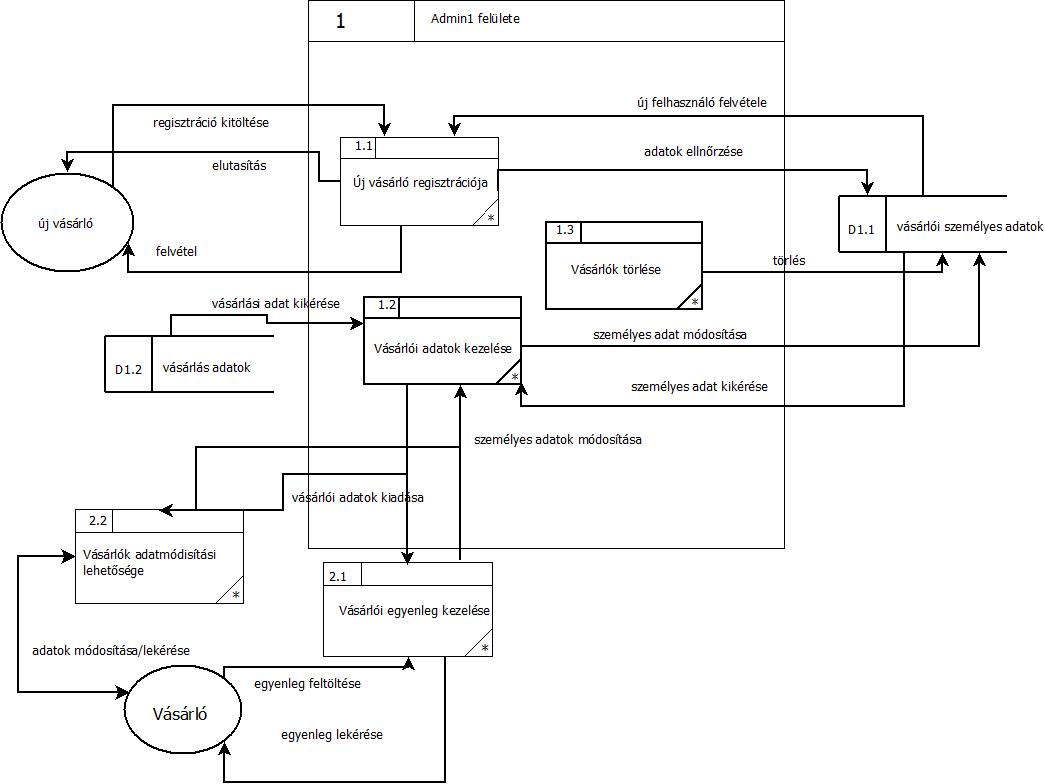 1
Admin1 felülete
új felhasználó felvétele
regisztráció kitöltése
1.1
Új vásárló regisztrációja
*
elutasítás
adatok ellnőrzése
új vásárló
D1.1
vásárlói személyes adatok
1.3
Vásárlók törlése
*
felvétel
törlés
vásárlási adat kikérése
1.2
Vásárlói adatok kezelése
*
személyes adat módosítása
D1.2
vásárlás adatok
személyes adat kikérése
személyes adatok módosítása
vásárlói adatok kiadása
2.2
Vásárlók adatmódisítási
lehetősége
*
2.1
Vásárlói egyenleg kezelése
*
adatok módosítása/lekérése
egyenleg feltöltése
Vásárló
egyenleg lekérése